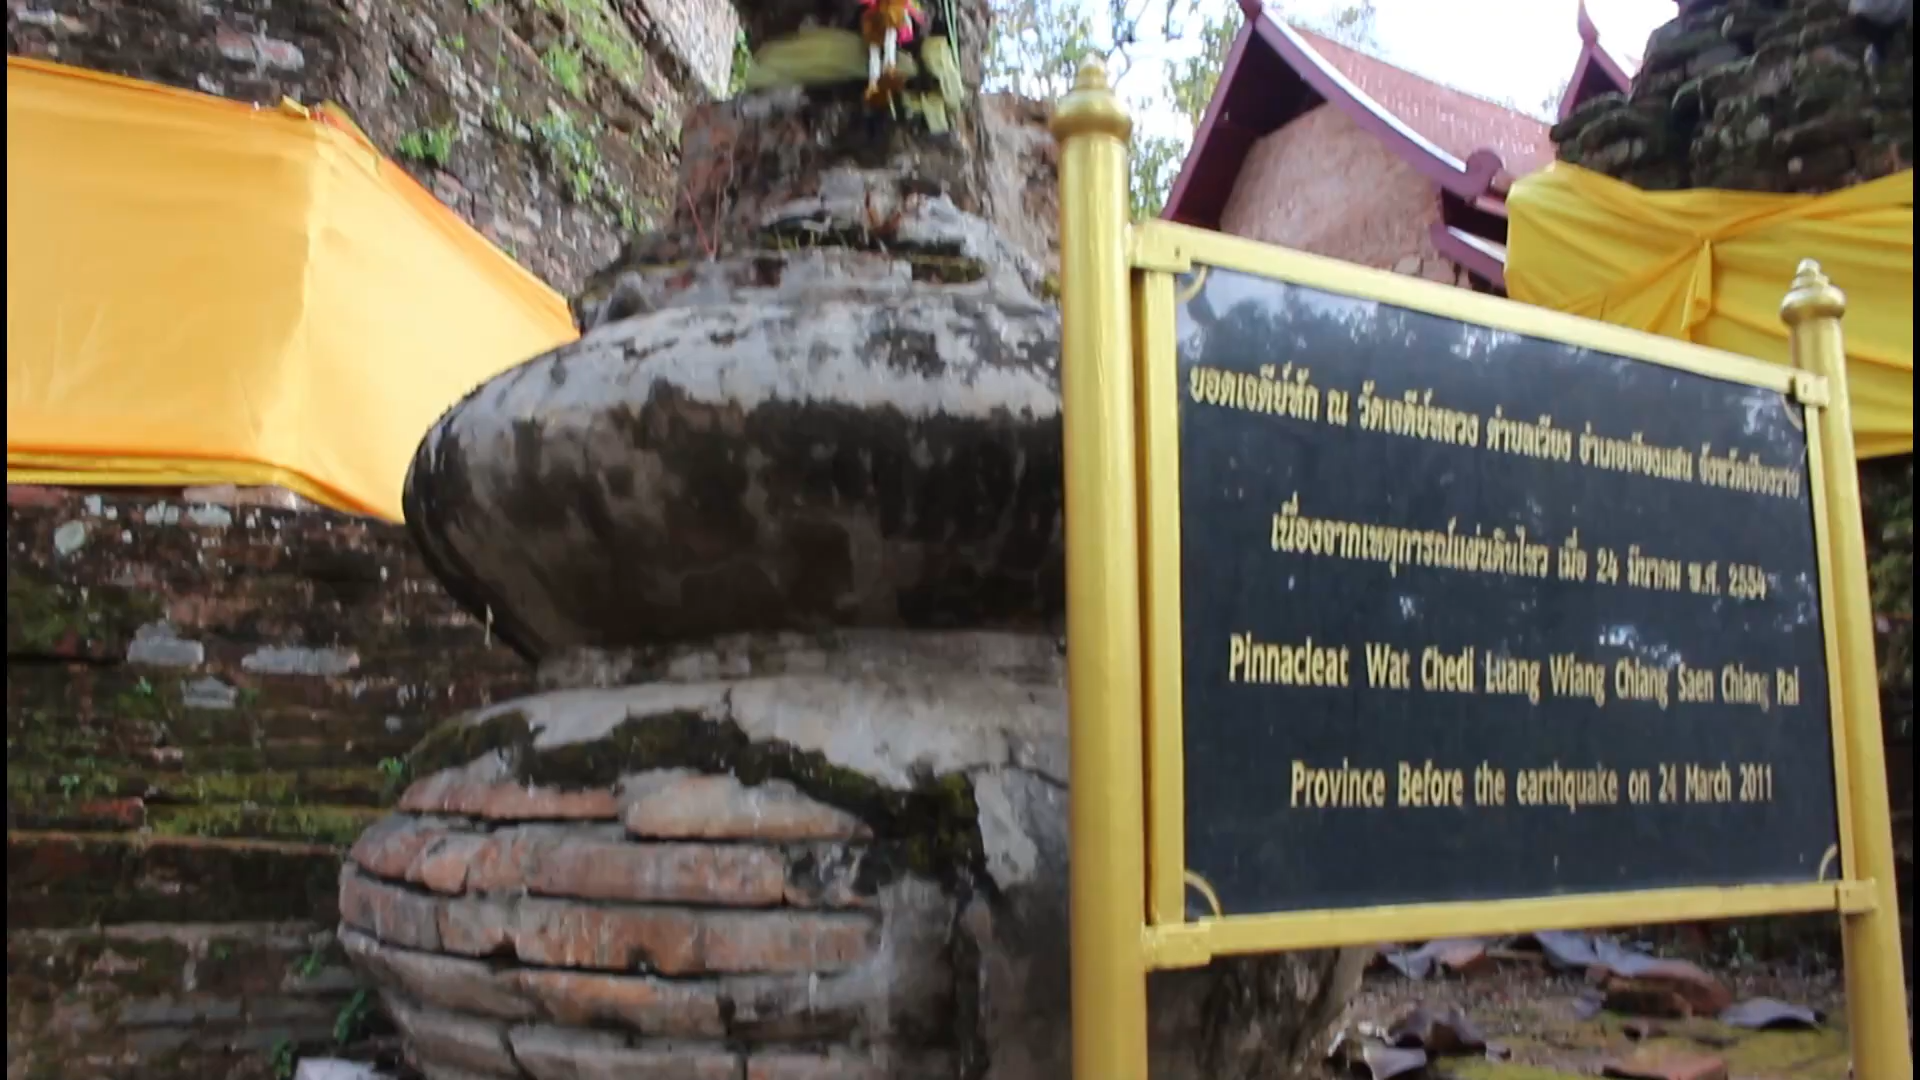 ยอดเจดีย์หัก ณ วัดเจดีย์หลวง ตำบลเวียง อำเภอเชียงแสน จังหวัดเชียงราย
เนื่องจากเหตุการณ์แผ่นดินไหว เมื่อ 24 มีนาคม พ.ศ. 2554
Pinnacleat Wat Chedi Luang Wiang Chiang Saen Chiang Rai
Province Before the earthquake on 24 March 2011